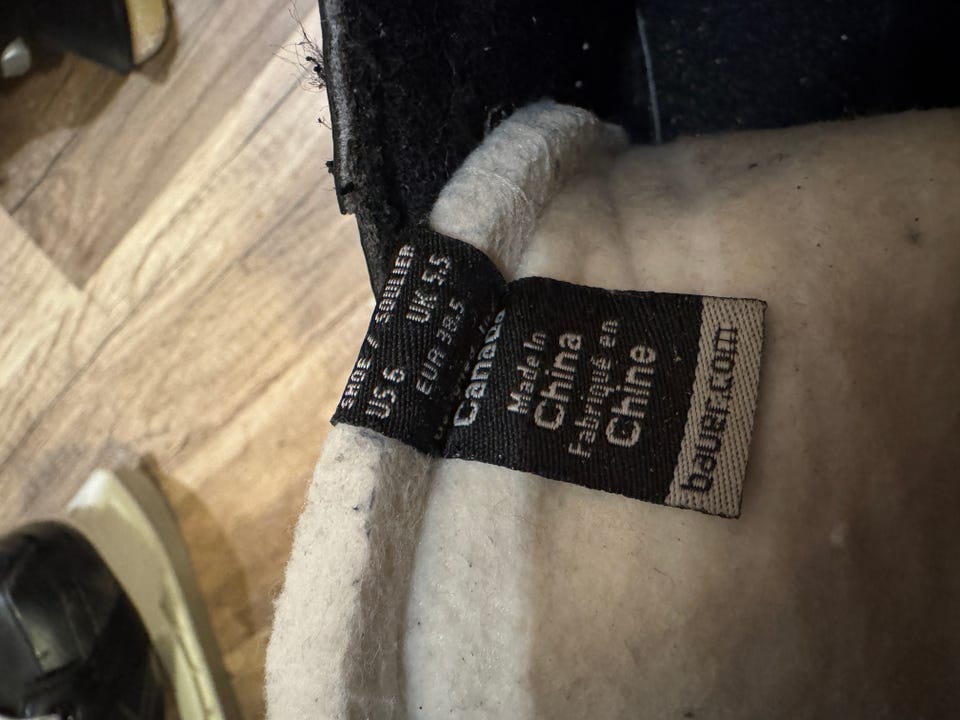 SHOE / SOULIER
US 6 UK 5.5
EUR 38.5
Canada
Made In
China
Fabriqué en
Chine
bauer.com